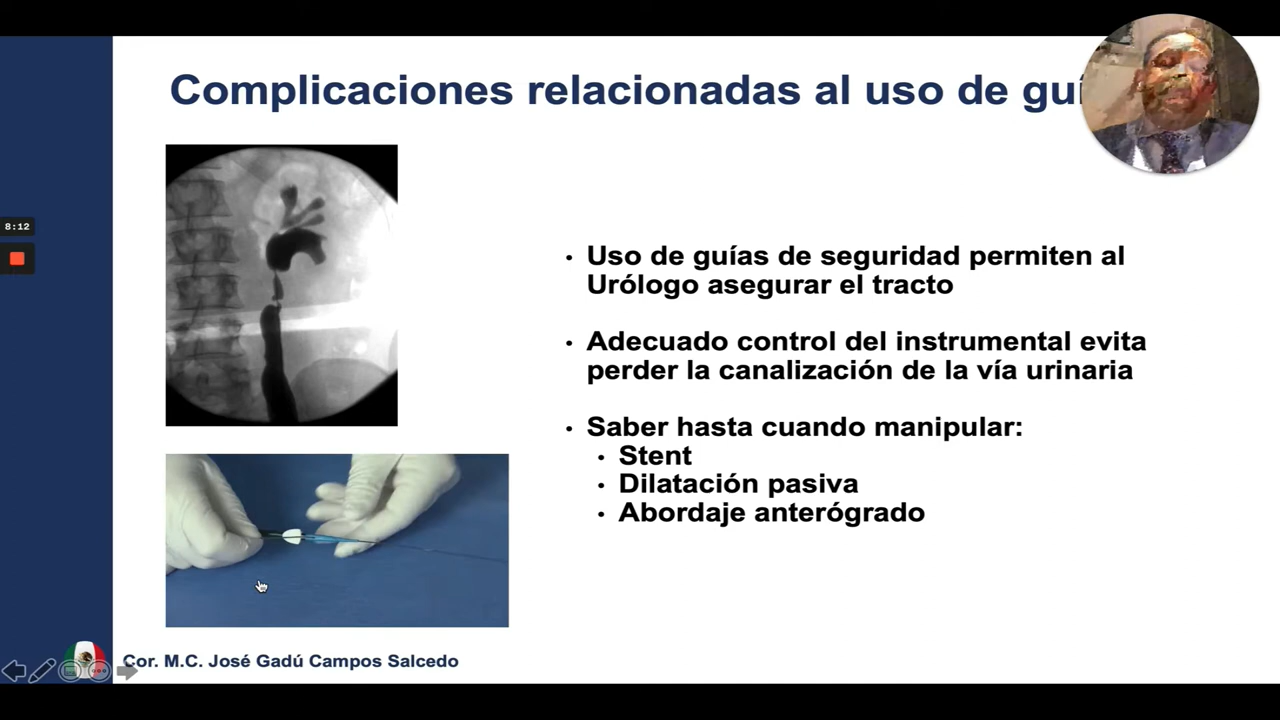 Complicaciones relacionadas al uso de guí
8:12
• Uso de guías de seguridad permiten al
Urólogo asegurar el tracto
• Adecuado control del instrumental evita
perder la canalización de la vía urinaria
• Saber hasta cuando manipular:
• Stent
• Dilatación pasiva
• Abordaje anterógrado
Cor. M.C. José Gadú Campos Salcedo